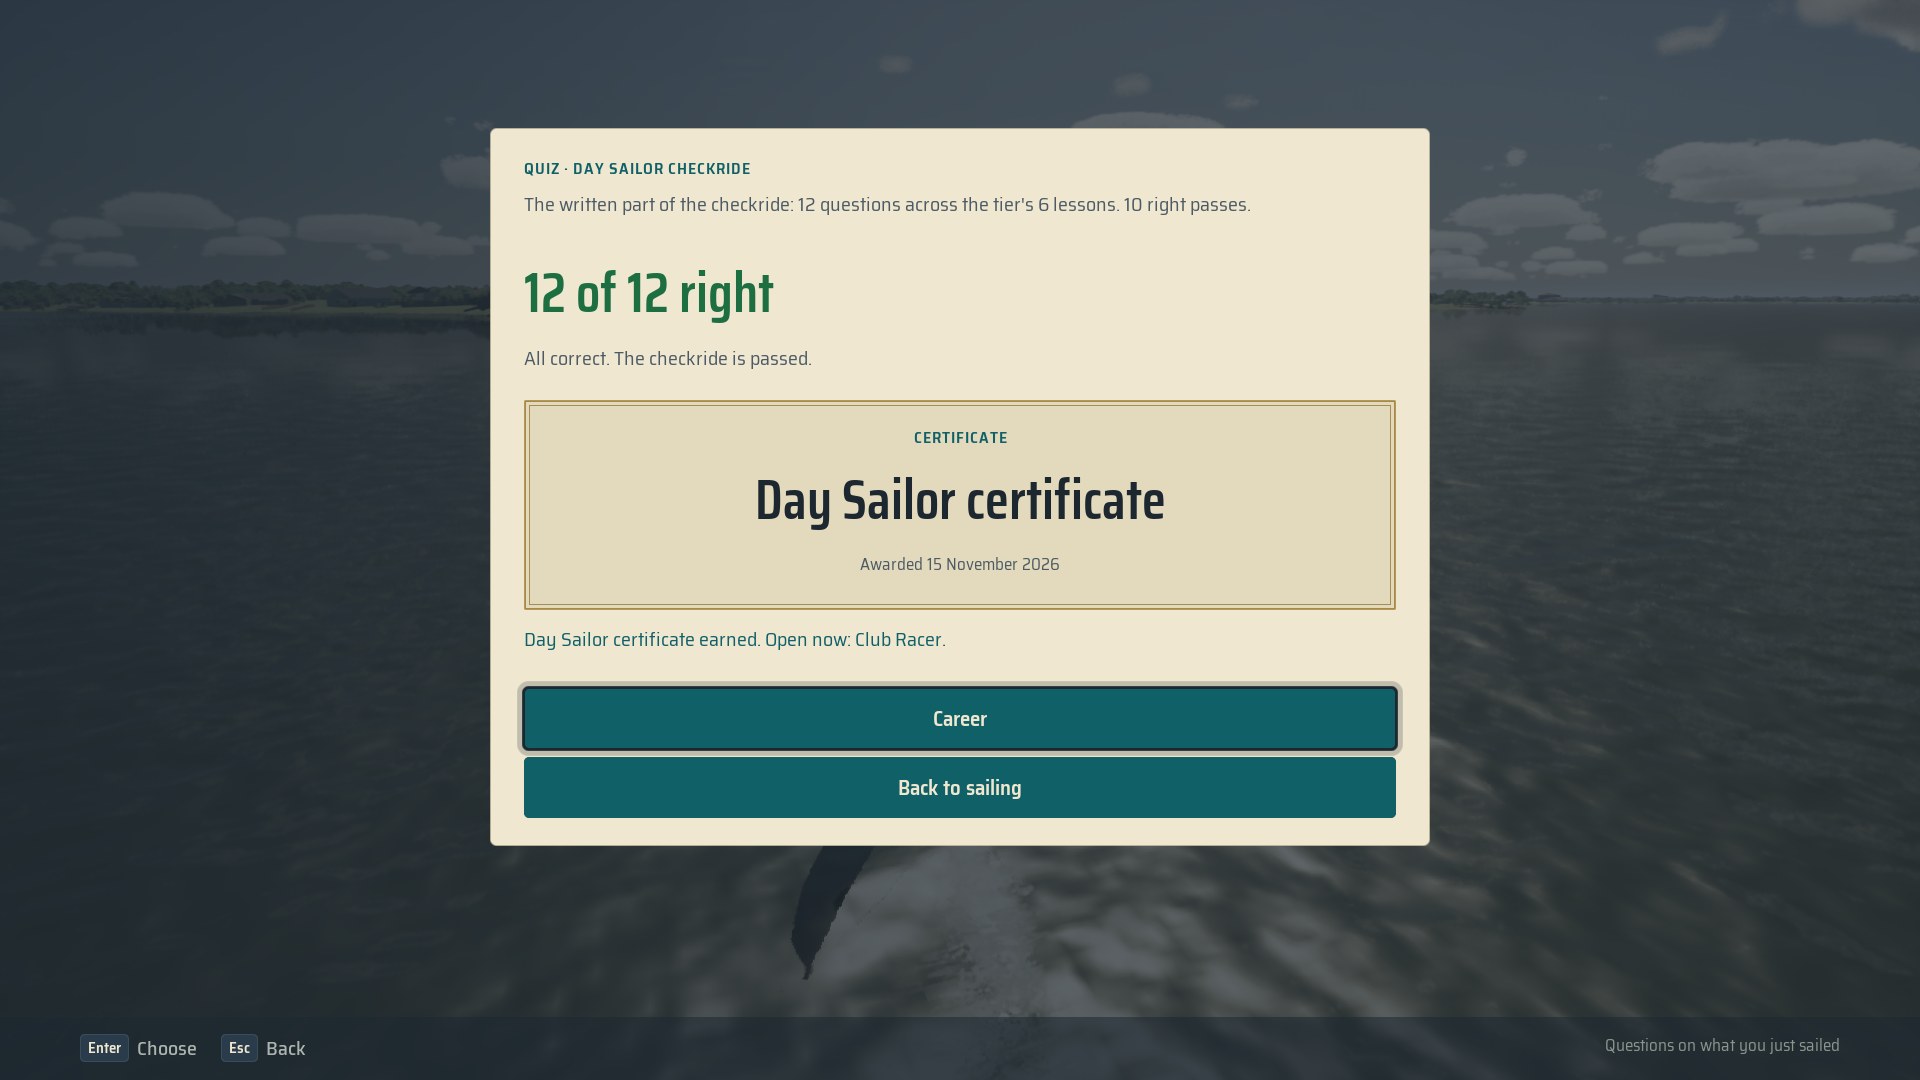 QUIZ · DAY SAILOR CHECKRIDE
The written part of the checkride: 12 questions across the tier's 6 lessons. 10 right passes.
12 of 12 right
All correct. The checkride is passed.
CERTIFICATE
Day Sailor certificate
Awarded 15 November 2026
Day Sailor certificate earned. Open now: Club Racer.
Career
Back to sailing
Enter Choose Esc Back
Questions on what you just sailed